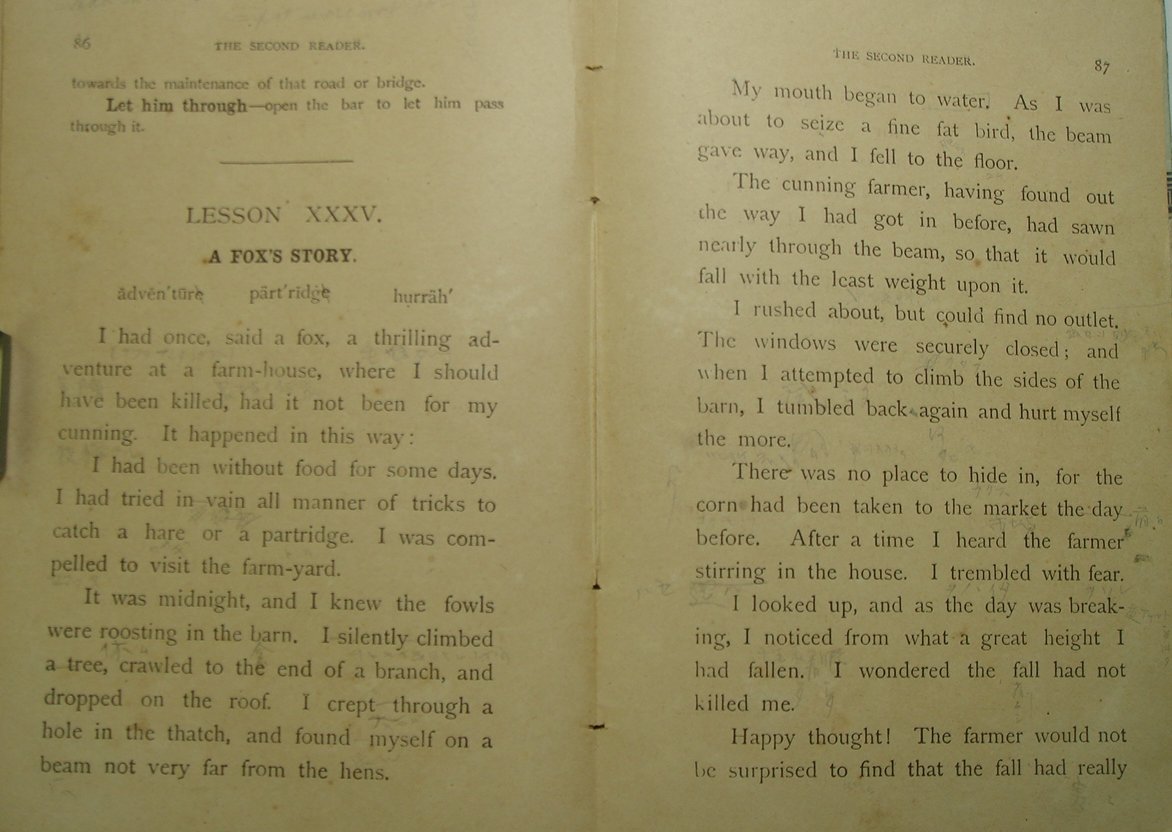 86
THE SECOND READER.
towards the maintenance of that road or bridge.
Let him through—open the bar to let him pass
through it.
LESSON XXXV.
A FOX'S STORY.
ădvĕn'tūre pärt'rĭdge hurräh'
I had once, said a fox, a thrilling ad-
venture at a farm-house, where I should
have been killed, had it not been for my
cunning. It happened in this way:
I had been without food for some days.
I had tried in vain all manner of tricks to
catch a hare or a partridge. I was com-
pelled to visit the farm-yard.
It was midnight, and I knew the fowls
were roosting in the barn. I silently climbed
a tree, crawled to the end of a branch, and
dropped on the roof. I crept through a
hole in the thatch, and found myself on a
beam not very far from the hens.
THE SECOND READER.
87
My mouth began to water. As I was
about to seize a fine fat bird, the beam
gave way, and I fell to the floor.
The cunning farmer, having found out
the way I had got in before, had sawn
nearly through the beam, so that it would
fall with the least weight upon it.
I rushed about, but could find no outlet.
The windows were securely closed; and
when I attempted to climb the sides of the
barn, I tumbled back again and hurt myself
the more.
There was no place to hide in, for the
corn had been taken to the market the day
before. After a time I heard the farmer
stirring in the house. I trembled with fear.
I looked up, and as the day was break-
ing, I noticed from what a great height I
had fallen. I wondered the fall had not
killed me.
Happy thought! The farmer would not
be surprised to find that the fall had really